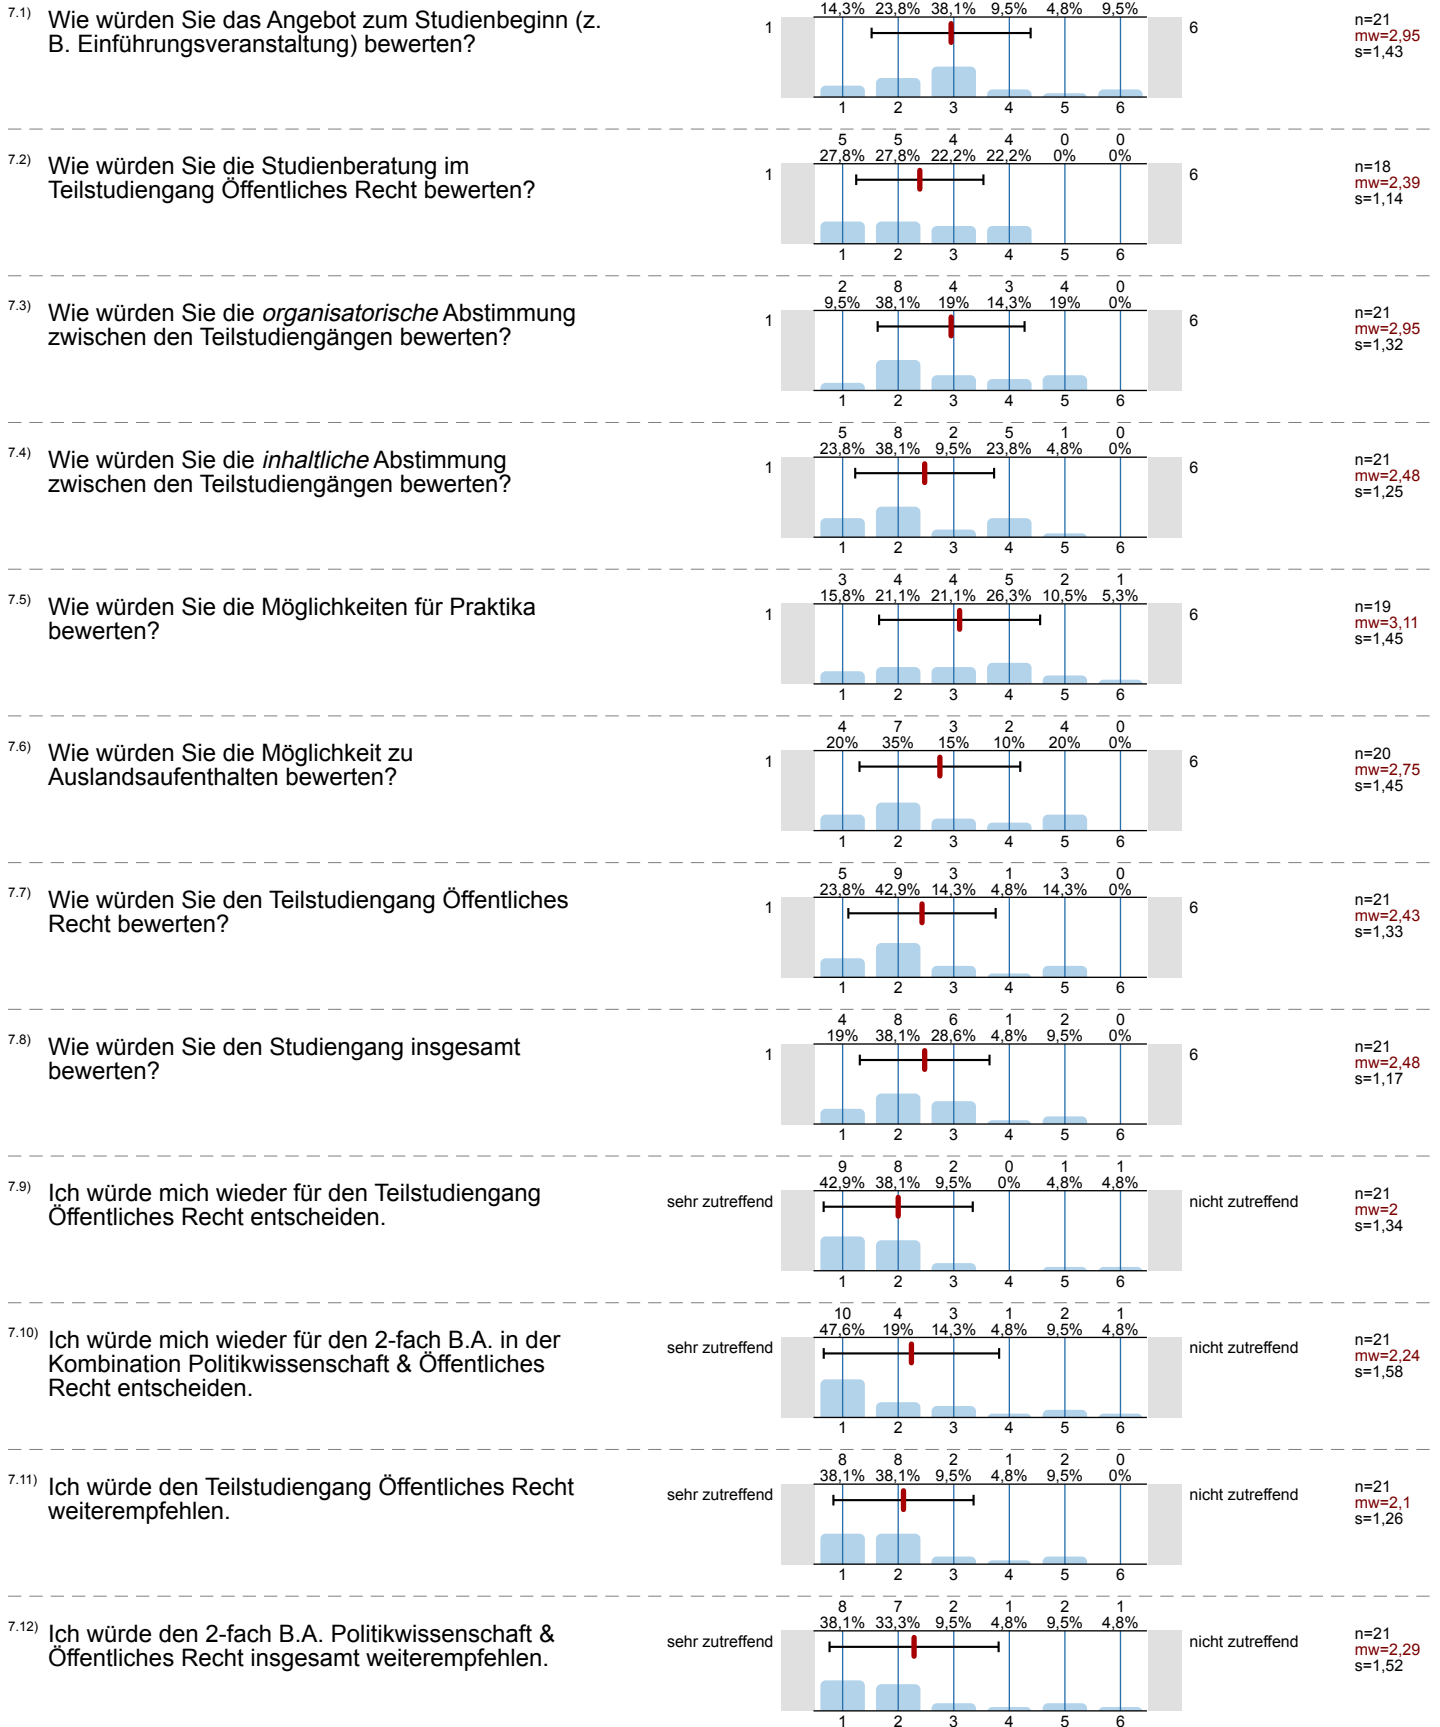 7.1) Wie würden Sie das Angebot zum Studienbeginn (z.
B. Einführungsveranstaltung) bewerten?
14,3% 23,8% 38,1% 9,5% 4,8% 9,5%
1 6
n=21
mw=2,95
s=1,43
1 2 3 4 5 6
7.2) Wie würden Sie die Studienberatung im
Teilstudiengang Öffentliches Recht bewerten?
5 5 4 4 0 0
27,8% 27,8% 22,2% 22,2% 0% 0%
1 6
n=18
mw=2,39
s=1,14
1 2 3 4 5 6
7.3) Wie würden Sie die organisatorische Abstimmung
zwischen den Teilstudiengängen bewerten?
2 8 4 3 4 0
9,5% 38,1% 19% 14,3% 19% 0%
1 6
n=21
mw=2,95
s=1,32
1 2 3 4 5 6
7.4) Wie würden Sie die inhaltliche Abstimmung
zwischen den Teilstudiengängen bewerten?
5 8 2 5 1 0
23,8% 38,1% 9,5% 23,8% 4,8% 0%
1 6
n=21
mw=2,48
s=1,25
1 2 3 4 5 6
7.5) Wie würden Sie die Möglichkeiten für Praktika
bewerten?
3 4 4 5 2 1
15,8% 21,1% 21,1% 26,3% 10,5% 5,3%
1 6
n=19
mw=3,11
s=1,45
1 2 3 4 5 6
7.6) Wie würden Sie die Möglichkeit zu
Auslandsaufenthalten bewerten?
4 7 3 2 4 0
20% 35% 15% 10% 20% 0%
1 6
n=20
mw=2,75
s=1,45
1 2 3 4 5 6
7.7) Wie würden Sie den Teilstudiengang Öffentliches
Recht bewerten?
5 9 3 1 3 0
23,8% 42,9% 14,3% 4,8% 14,3% 0%
1 6
n=21
mw=2,43
s=1,33
1 2 3 4 5 6
7.8) Wie würden Sie den Studiengang insgesamt
bewerten?
4 8 6 1 2 0
19% 38,1% 28,6% 4,8% 9,5% 0%
1 6
n=21
mw=2,48
s=1,17
1 2 3 4 5 6
7.9) Ich würde mich wieder für den Teilstudiengang
Öffentliches Recht entscheiden.
9 8 2 0 1 1
42,9% 38,1% 9,5% 0% 4,8% 4,8%
sehr zutreffend nicht zutreffend
n=21
mw=2
s=1,34
1 2 3 4 5 6
7.10) Ich würde mich wieder für den 2-fach B.A. in der
Kombination Politikwissenschaft & Öffentliches
Recht entscheiden.
10 4 3 1 2 1
47,6% 19% 14,3% 4,8% 9,5% 4,8%
sehr zutreffend nicht zutreffend
n=21
mw=2,24
s=1,58
1 2 3 4 5 6
7.11) Ich würde den Teilstudiengang Öffentliches Recht
weiterempfehlen.
8 8 2 1 2 0
38,1% 38,1% 9,5% 4,8% 9,5% 0%
sehr zutreffend nicht zutreffend
n=21
mw=2,1
s=1,26
1 2 3 4 5 6
7.12) Ich würde den 2-fach B.A. Politikwissenschaft &
Öffentliches Recht insgesamt weiterempfehlen.
8 7 2 1 2 1
38,1% 33,3% 9,5% 4,8% 9,5% 4,8%
sehr zutreffend nicht zutreffend
n=21
mw=2,29
s=1,52
1 2 3 4 5 6